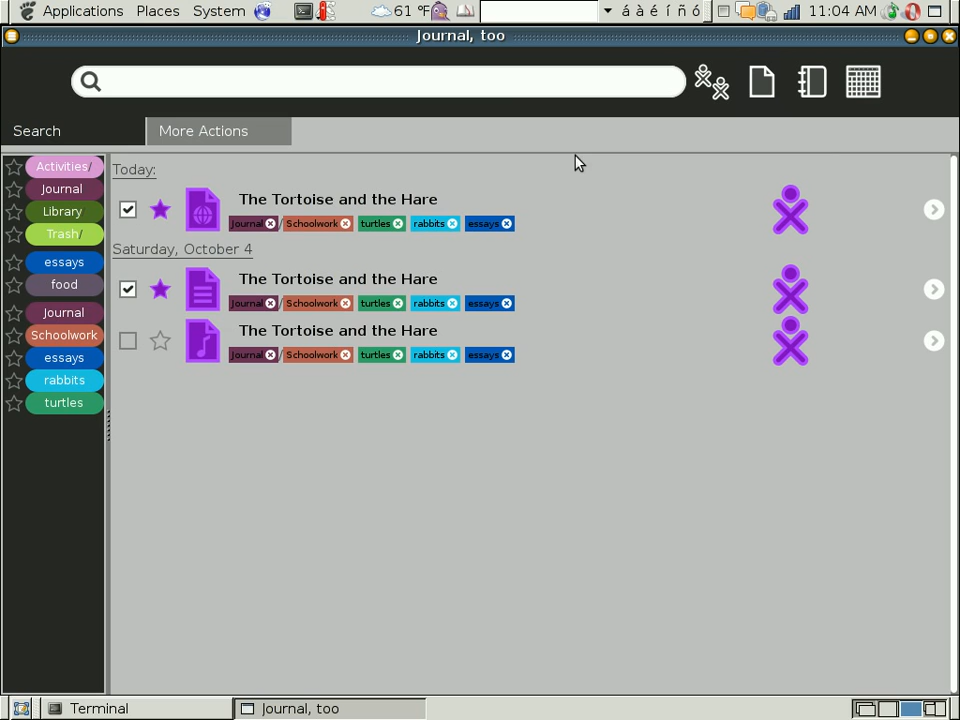 Applications Places System 61 °F á à é í ñ ó 11:04 AM
Journal, too
Search More Actions
Activities/
Journal
Library
Trash/
essays
food
Journal
Schoolwork
essays
rabbits
turtles
Today:
The Tortoise and the Hare
Journal / Schoolwork turtles rabbits essays
Saturday, October 4
The Tortoise and the Hare
Journal / Schoolwork turtles rabbits essays
The Tortoise and the Hare
Journal / Schoolwork turtles rabbits essays
Terminal Journal, too